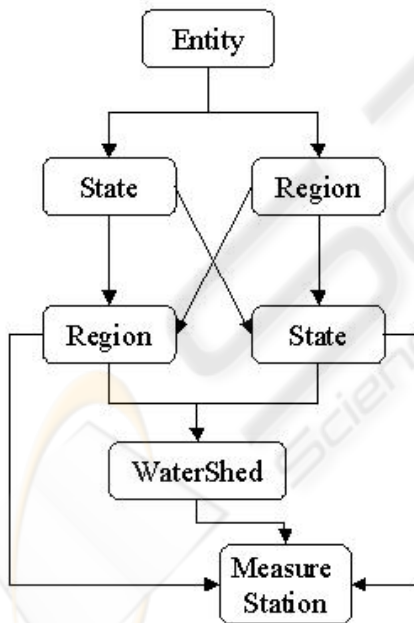 Entity
State
Region
Region
State
WaterShed
Measure
Station